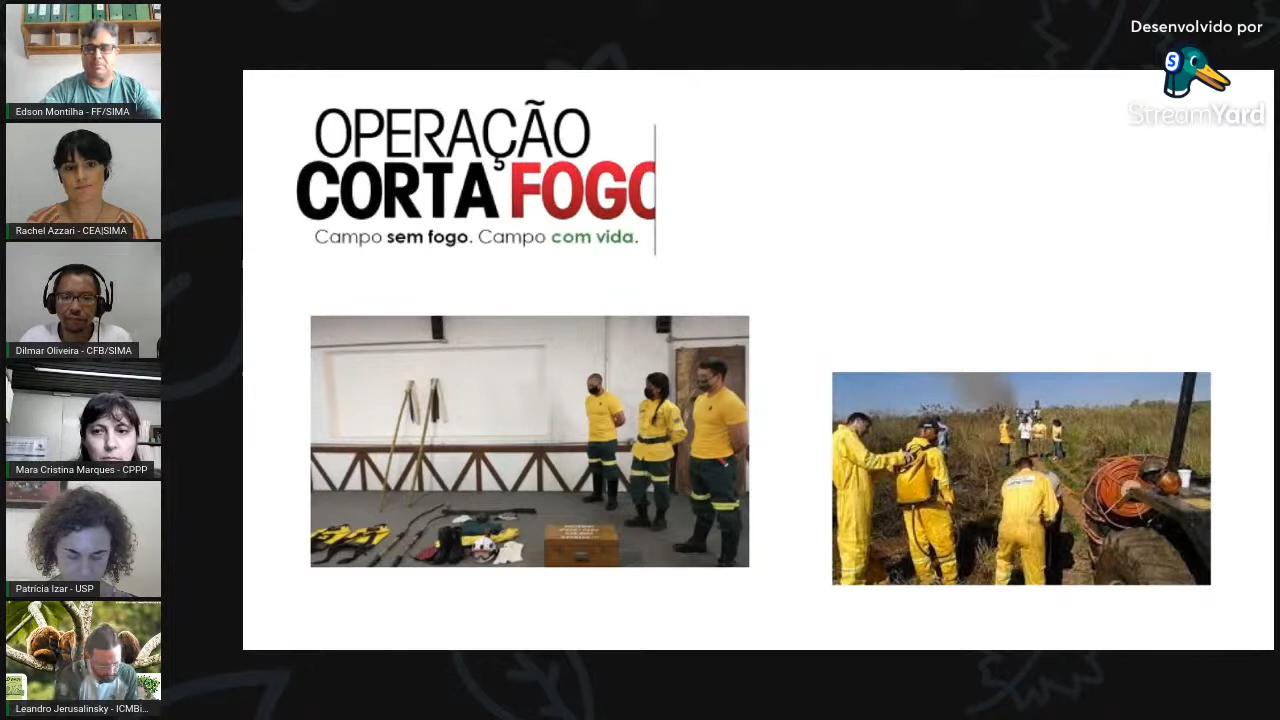 Desenvolvido por
StreamYard
OPERAÇÃO
CORTA FOGO
Campo sem fogo. Campo com vida.
Edson Montilha - FF/SIMA
Rachel Azzari - CEA|SIMA
Dilmar Oliveira - CFB/SIMA
Mara Cristina Marques - CPPP
Patrícia Izar - USP
Leandro Jerusalinsky - ICMBi...